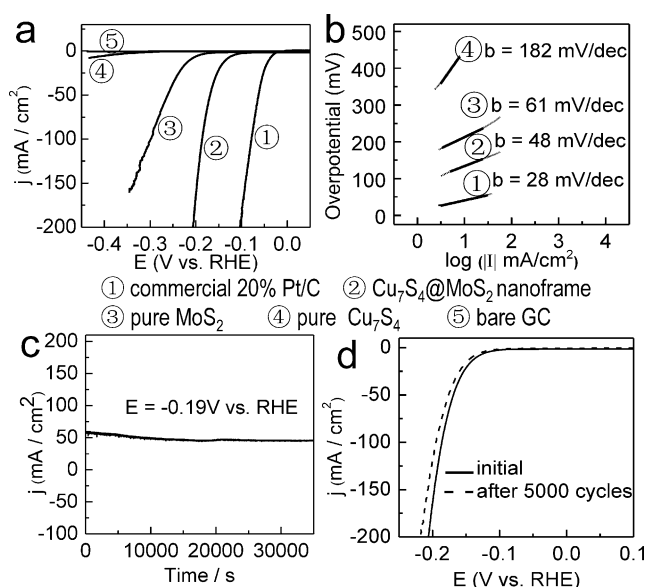 a
0
-50
-100
-150
-200
j (mA / cm²)
-0.4 -0.3 -0.2 -0.1 0.0
E (V vs. RHE)
⑤
④
③
②
①
b
500
400
300
200
100
0
Overpotential (mV)
0 1 2 3 4
log (|I| mA/cm²)
④ b = 182 mV/dec
③ b = 61 mV/dec
② b = 48 mV/dec
① b = 28 mV/dec
① commercial 20% Pt/C ② Cu₇S₄@MoS₂ nanoframe
③ pure MoS₂ ④ pure Cu₇S₄ ⑤ bare GC
c
200
150
100
50
0
-50
-100
j (mA / cm2)
E = -0.19V vs. RHE
0 10000 20000 30000
Time / s
d
0
-50
-100
-150
-200
j (mA / cm²)
initial
after 5000 cycles
-0.2 -0.1 0.0 0.1
E (V vs. RHE)